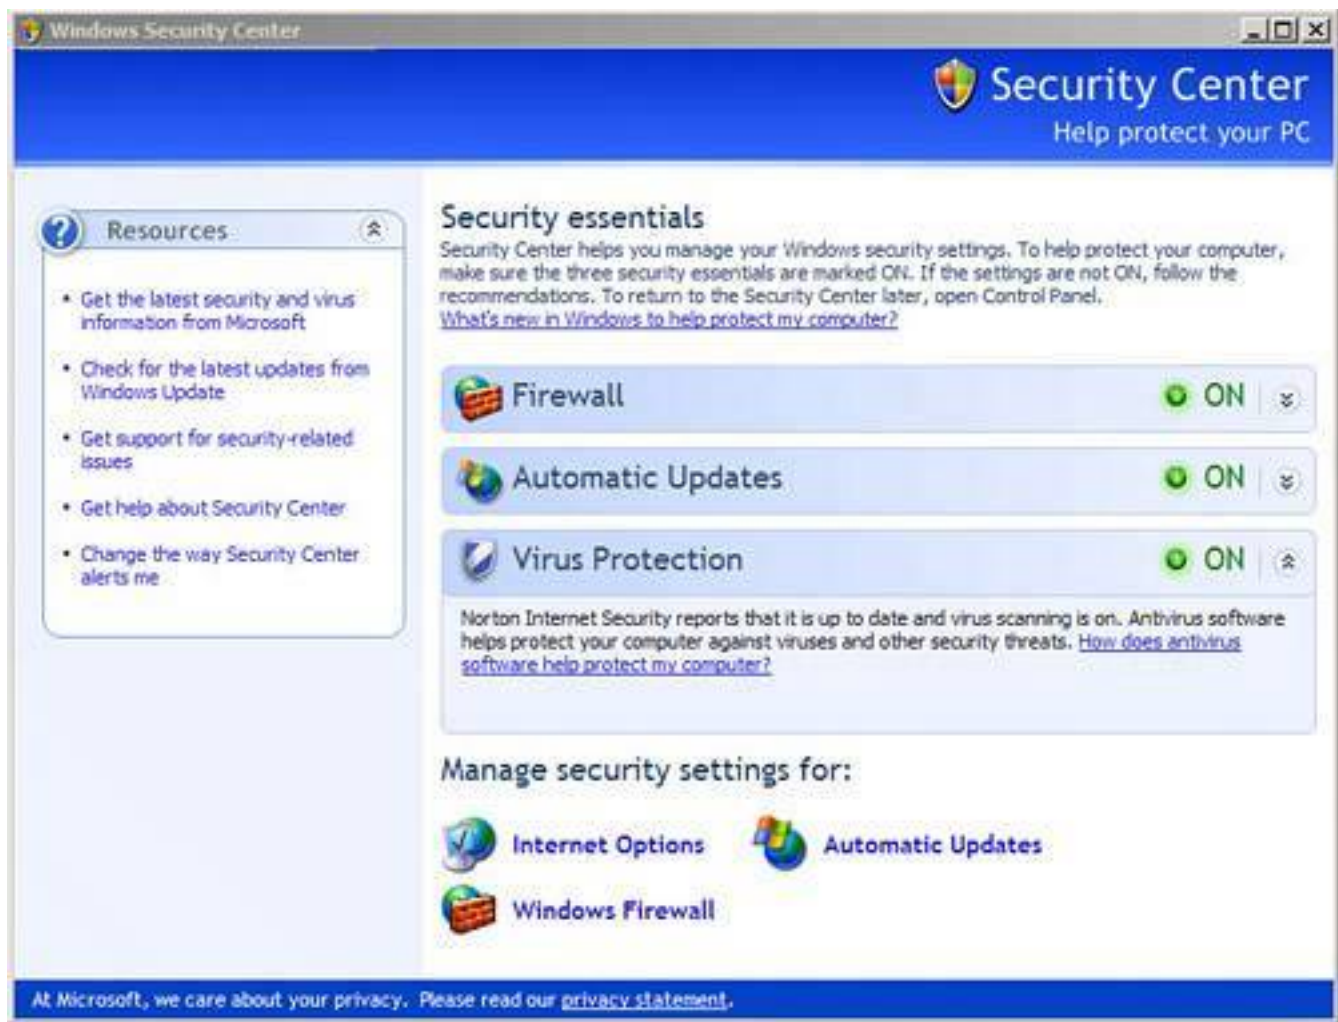 Windows Security Center
Security Center
Help protect your PC
Resources
• Get the latest security and virus
information from Microsoft
• Check for the latest updates from
Windows Update
• Get support for security-related
issues
• Get help about Security Center
• Change the way Security Center
alerts me
Security essentials
Security Center helps you manage your Windows security settings. To help protect your computer,
make sure the three security essentials are marked ON. If the settings are not ON, follow the
recommendations. To return to the Security Center later, open Control Panel.
What's new in Windows to help protect my computer?
Firewall ON
Automatic Updates ON
Virus Protection ON
Norton Internet Security reports that it is up to date and virus scanning is on. Antivirus software
helps protect your computer against viruses and other security threats. How does antivirus
software help protect my computer?
Manage security settings for:
Internet Options Automatic Updates
Windows Firewall
At Microsoft, we care about your privacy. Please read our privacy statement.